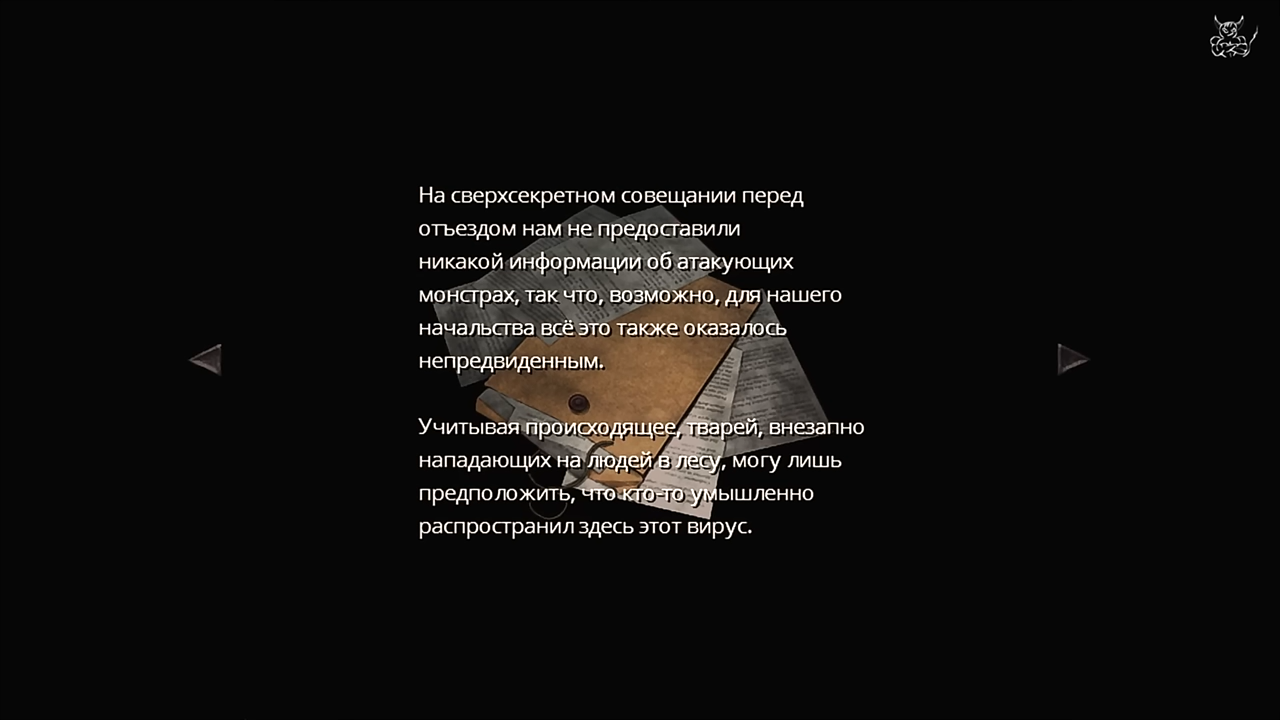 На сверхсекретном совещании перед
отъездом нам не предоставили
никакой информации об атакующих
монстрах, так что, возможно, для нашего
начальства всё это также оказалось
непредвиденным.
Учитывая происходящее, тварей, внезапно
нападающих на людей в лесу, могу лишь
предположить, что кто-то умышленно
распространил здесь этот вирус.